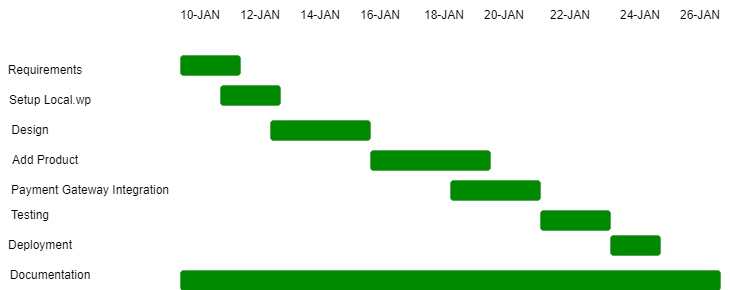 10-JAN 12-JAN 14-JAN 16-JAN 18-JAN 20-JAN 22-JAN 24-JAN 26-JAN
Requirements
Setup Local.wp
Design
Add Product
Payment Gateway Integration
Testing
Deployment
Documentation